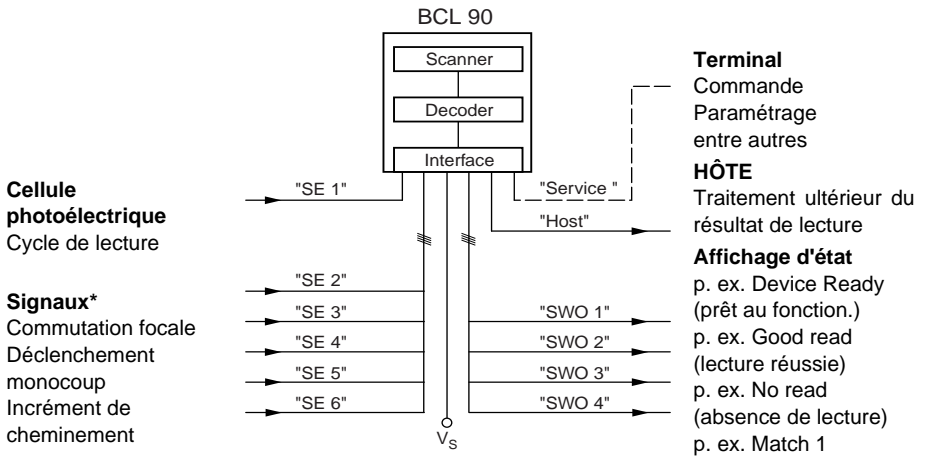 BCL 90
Scanner
Decoder
Interface
Cellule
photoélectrique
Cycle de lecture
"SE 1"
Signaux*
Commutation focale
Déclenchement
monocoup
Incrément de
cheminement
"SE 2"
"SE 3"
"SE 4"
"SE 5"
"SE 6"
VS
"Service "
"Host"
"SWO 1"
"SWO 2"
"SWO 3"
"SWO 4"
Terminal
Commande
Paramétrage
entre autres
HÔTE
Traitement ultérieur du
résultat de lecture
Affichage d'état
p. ex. Device Ready
(prêt au fonction.)
p. ex. Good read
(lecture réussie)
p. ex. No read
(absence de lecture)
p. ex. Match 1